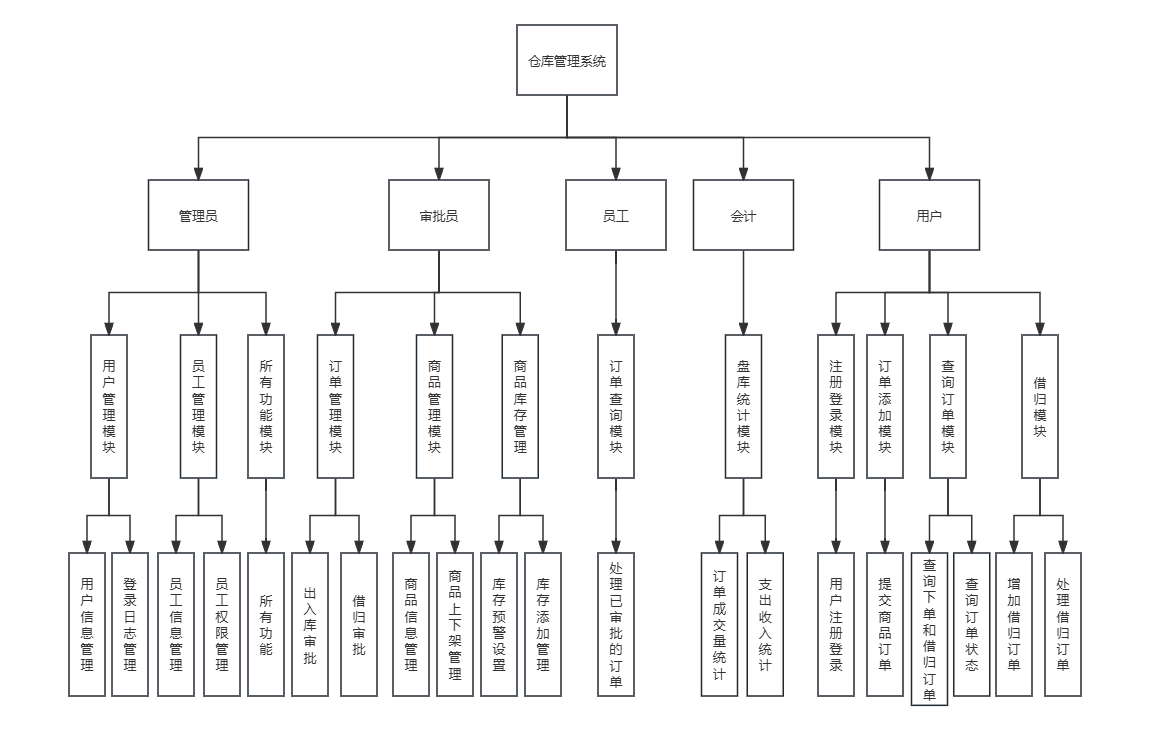 仓库管理系统
管理员
审批员
员工
会计
用户
用户管理模块
员工管理模块
所有功能模块
订单管理模块
商品管理模块
商品库存管理
订单查询模块
盘库统计模块
注册登录模块
订单添加模块
查询订单模块
借归模块
用户信息管理
登录日志管理
员工信息管理
员工权限管理
所有功能
出入库审批
借归审批
商品信息管理
商品上下架管理
库存预警设置
库存添加管理
处理已审批的订单
订单成交量统计
支出收入统计
用户注册登录
提交商品订单
查询下单和借归订单
查询订单状态
增加借归订单
处理借归订单